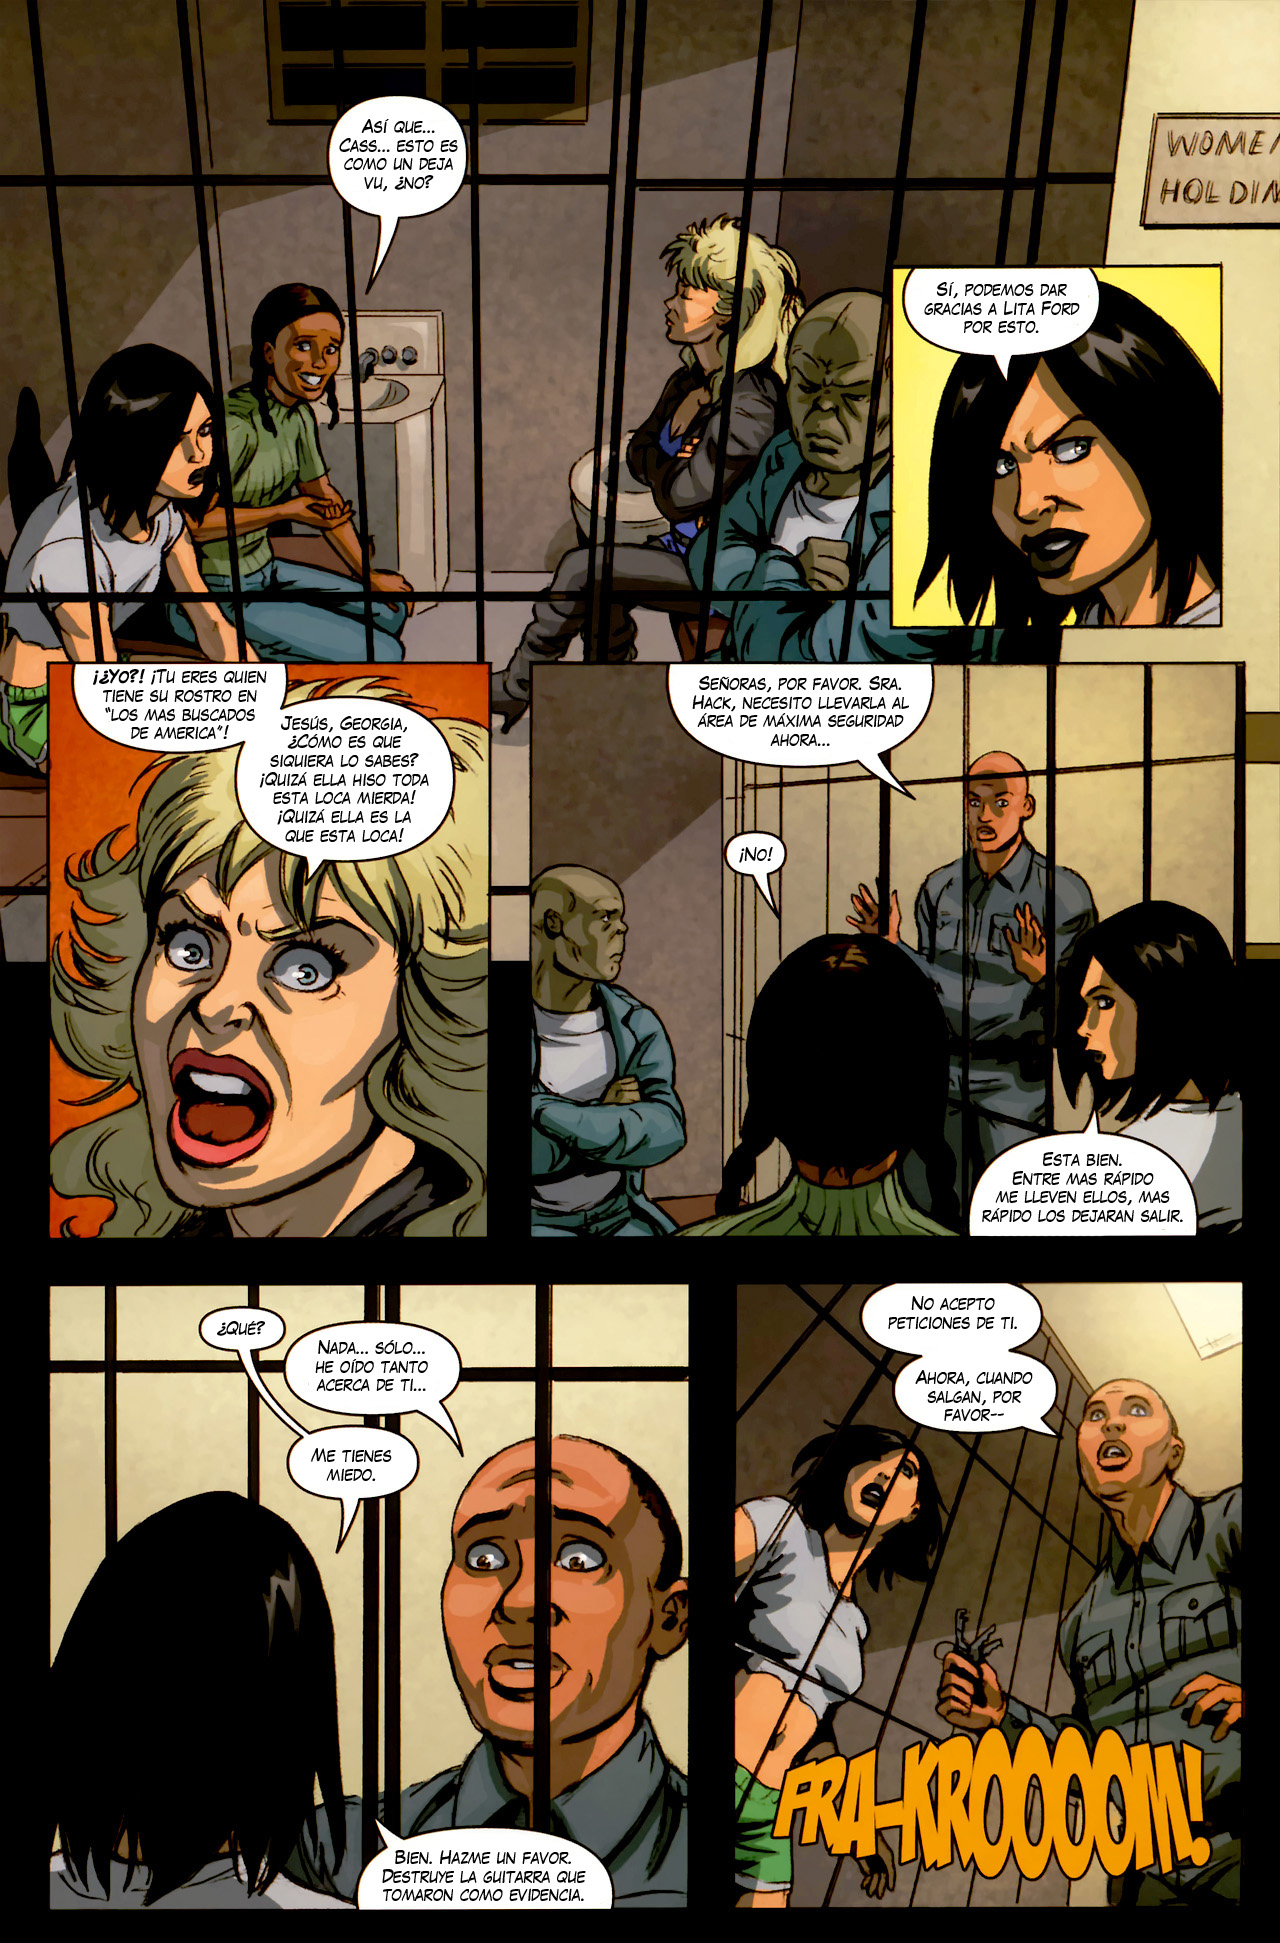 Así que...
Cass... esto es
como un deja
vu, ¿no?
WOMEN
HOLDIN
Sí, podemos dar
gracias a Lita Ford
por esto.
¡¿Yo?! ¡Tu eres quien
tiene su rostro en
"los mas buscados
de america"!
Jesús, Georgia,
¿Cómo es que
siquiera lo sabes?
¡Quizá ella hiso toda
esta loca mierda!
¡Quizá ella es la
que esta loca!
Señoras, por favor. Sra.
Hack, necesito llevarla al
área de máxima seguridad
ahora...
¡No!
Esta bien.
Entre mas rápido
me lleven ellos, mas
rápido los dejaran salir.
¿Qué?
Nada... sólo...
he oído tanto
acerca de ti...
Me tienes
miedo.
Bien. Hazme un favor.
Destruye la guitarra que
tomaron como evidencia.
No acepto
peticiones de ti.
Ahora, cuando
salgan, por
favor--
FRA-KROOOOM!